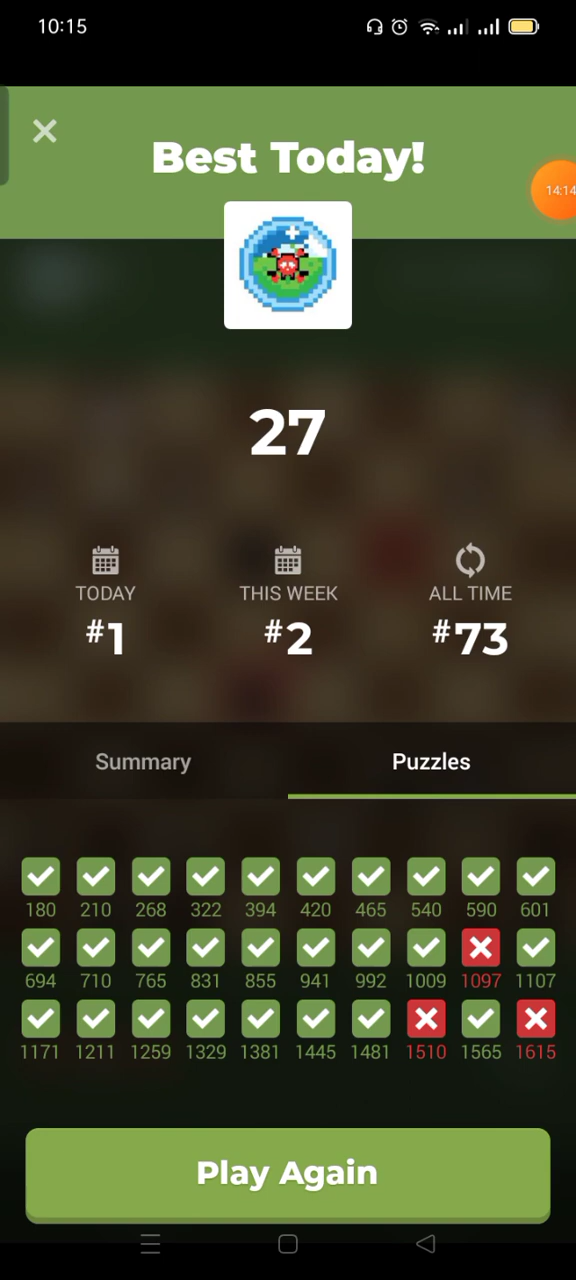 10:15
Best Today!
14:14
27
TODAY THIS WEEK ALL TIME
#1 #2 #73
Summary Puzzles
180 210 268 322 394 420 465 540 590 601
694 710 765 831 855 941 992 1009 1097 1107
1171 1211 1259 1329 1381 1445 1481 1510 1565 1615
Play Again